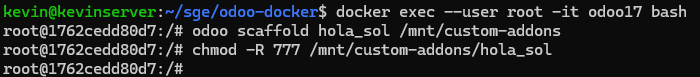 kevin@kevinserver:~/sge/odoo-docker$ docker exec --user root -it odoo17 bash
root@1762cedd80d7:/# odoo scaffold hola_sol /mnt/custom-addons
root@1762cedd80d7:/# chmod -R 777 /mnt/custom-addons/hola_sol
root@1762cedd80d7:/#